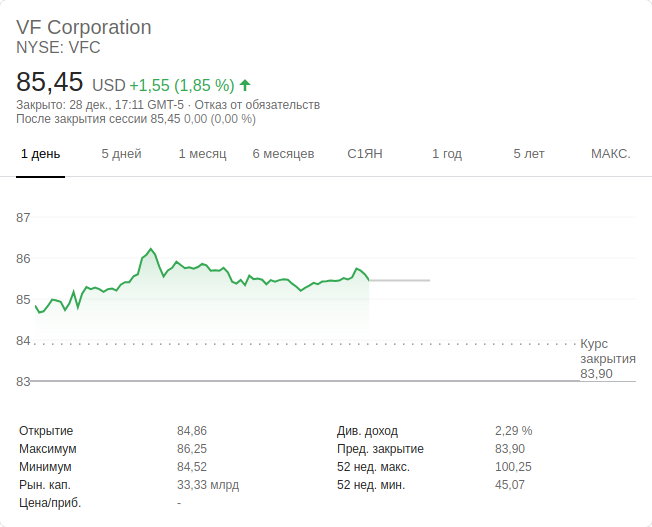 VF Corporation
NYSE: VFC
85,45 USD +1,55 (1,85 %)
Закрыто: 28 дек., 17:11 GMT-5 · Отказ от обязательств
После закрытия сессии 85,45 0,00 (0,00 %)
1 день 5 дней 1 месяц 6 месяцев С1ЯН 1 год 5 лет МАКС.
87
86
85
84
83
Курс
закрытия
83,90
Открытие 84,86 Див. доход 2,29 %
Максимум 86,25 Пред. закрытие 83,90
Минимум 84,52 52 нед. макс. 100,25
Рын. кап. 33,33 млрд 52 нед. мин. 45,07
Цена/приб. -